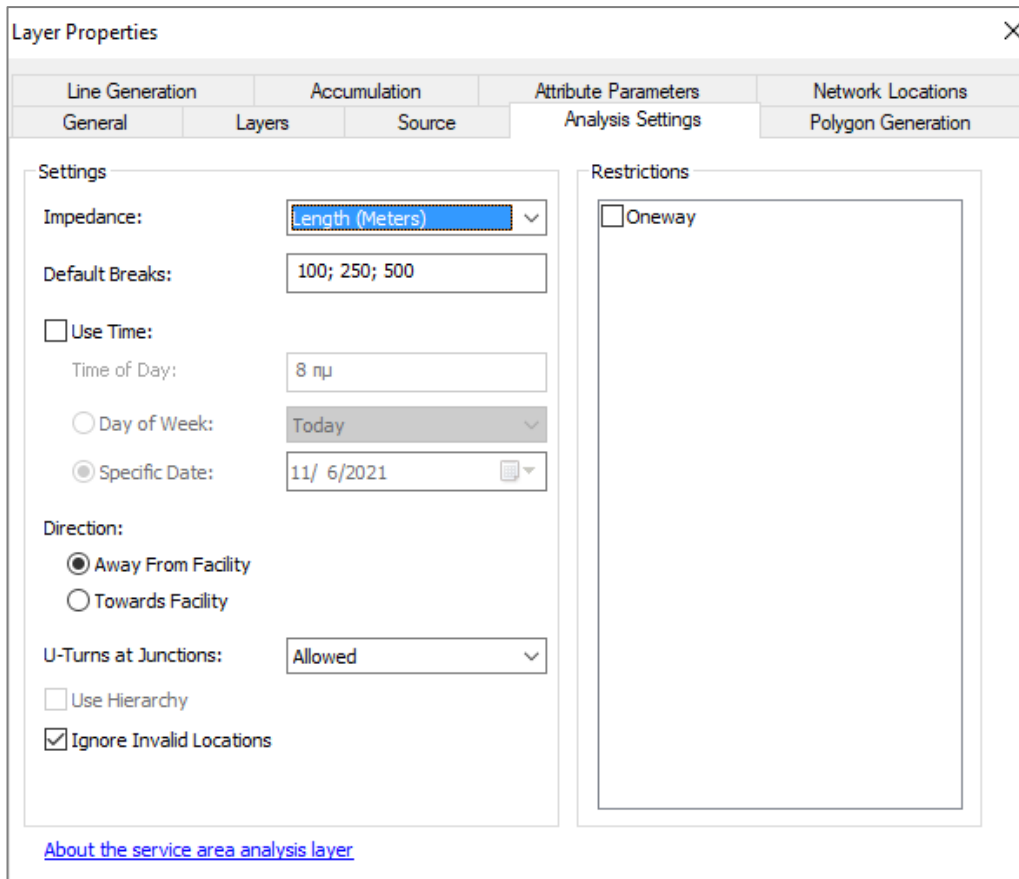 Layer Properties
Line Generation Accumulation Attribute Parameters Network Locations
General Layers Source Analysis Settings Polygon Generation
Settings
Impedance: Length (Meters)
Default Breaks: 100; 250; 500
Use Time:
Time of Day: 8 πμ
Day of Week: Today
Specific Date: 11/ 6/2021
Direction:
Away From Facility
Towards Facility
U-Turns at Junctions: Allowed
Use Hierarchy
Ignore Invalid Locations
About the service area analysis layer
Restrictions
Oneway